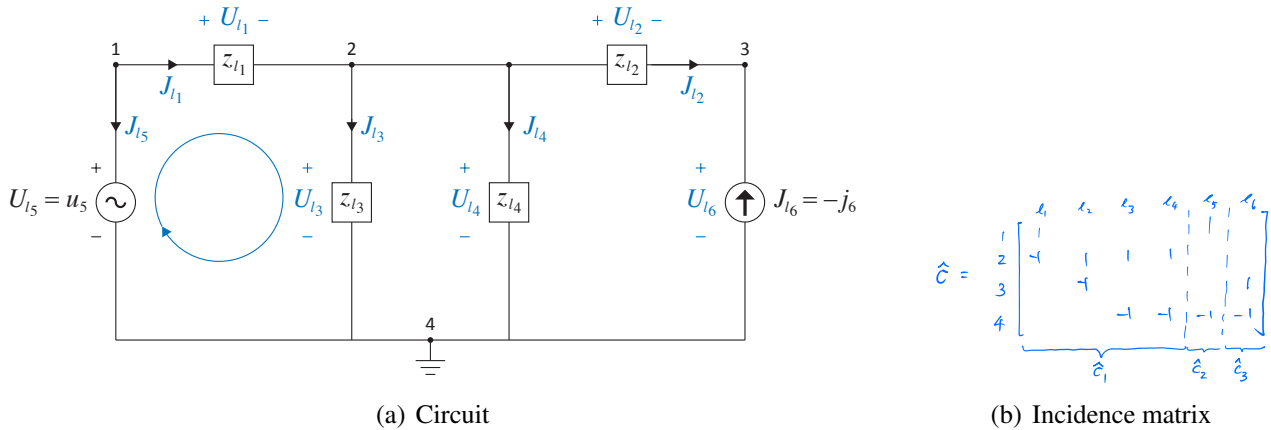 + U_{l_1} −
+ U_{l_2} −
1
2
3
z_{l_1}
z_{l_2}
J_{l_1}
J_{l_2}
J_{l_5}
J_{l_3}
J_{l_4}
+
+
+
+
U_{l_5} = u_5
U_{l_3}
z_{l_3}
U_{l_4}
z_{l_4}
U_{l_6}
J_{l_6} = −j_6
−
−
−
−
4
(a) Circuit
l_1 l_2 l_3 l_4 l_5 l_6
1 1 1
2 -1 1 1 1
Ĉ =
3 -1 1
4 -1 -1 -1 -1
Ĉ_1 Ĉ_2 Ĉ_3
(b) Incidence matrix